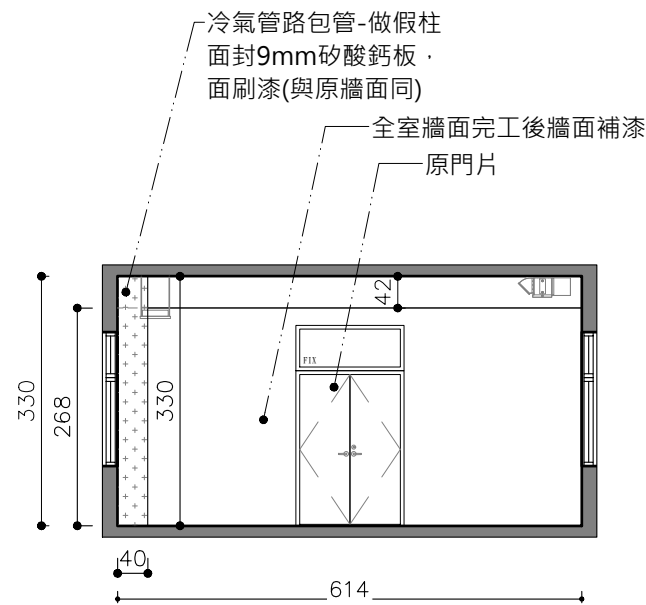 冷氣管路包管-做假柱
面封9mm矽酸鈣板，
面刷漆(與原牆面同)
全室牆面完工後牆面補漆
原門片
42
FIX
330
268
330
40
614